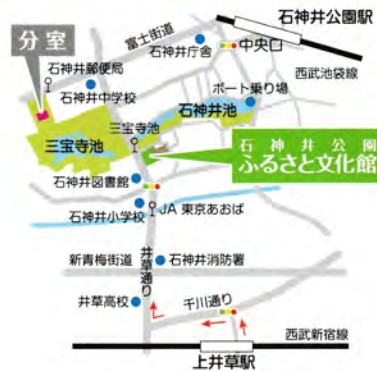 石神井公園駅
分室
富士街道
石神井庁舎
中央口
石神井郵便局
石神井中学校
ボート乗り場
西武池袋線
石神井池
三宝寺池
三宝寺池
石神井公園
ふるさと文化館
石神井図書館
石神井小学校
JA 東京あおば
井草通り
新青梅街道
石神井消防署
井草高校
千川通り
西武新宿線
上井草駅